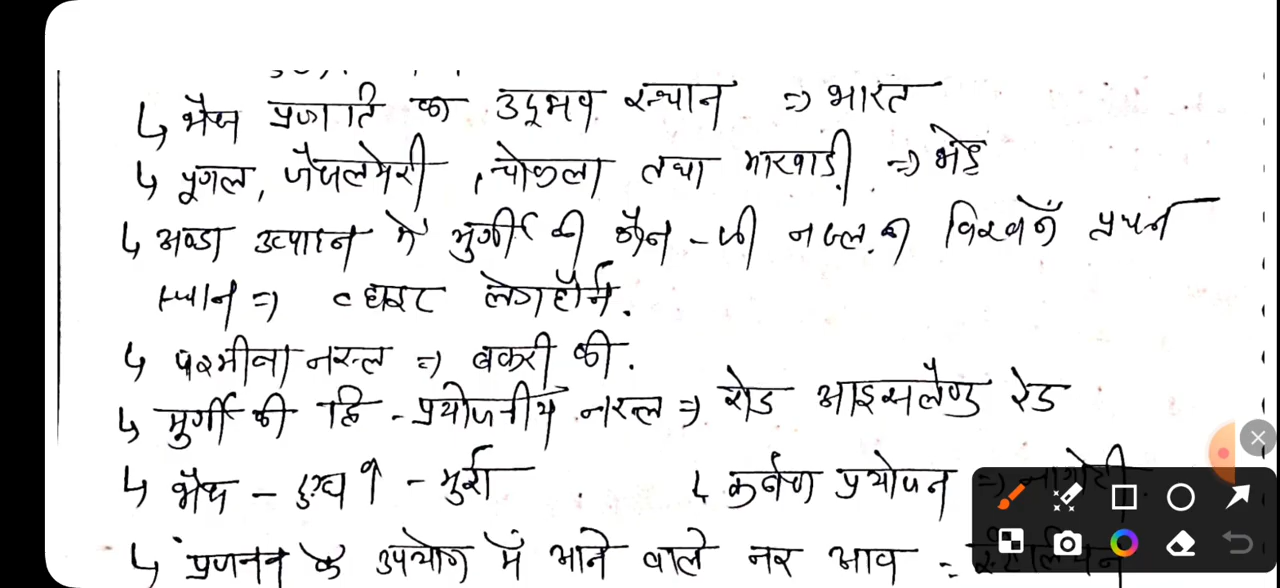 ↳ भैंस प्रजाति का उद्भव स्थान ⇒ भारत
↳ पूगल, जैसलमेरी, चोकला तथा मारवाड़ी ⇒ भेड़
↳ अण्डा उत्पादन में मुर्गी की कौन-सी नस्ल का विश्व में प्रथम
स्थान ⇒ व्हाइट लेगहॉर्न.
↳ पश्मीना नस्ल ⇒ बकरी की.
↳ मुर्गी की द्वि-प्रयोजनीय नस्ल ⇒ रोड आइसलैण्ड रेड
↳ भैंस - दुग्ध ↑ - मुर्रा . ↳ कर्षण प्रयोजन ⇒ नागोरी
↳ प्रजनन के उपयोग में आने वाले नर =